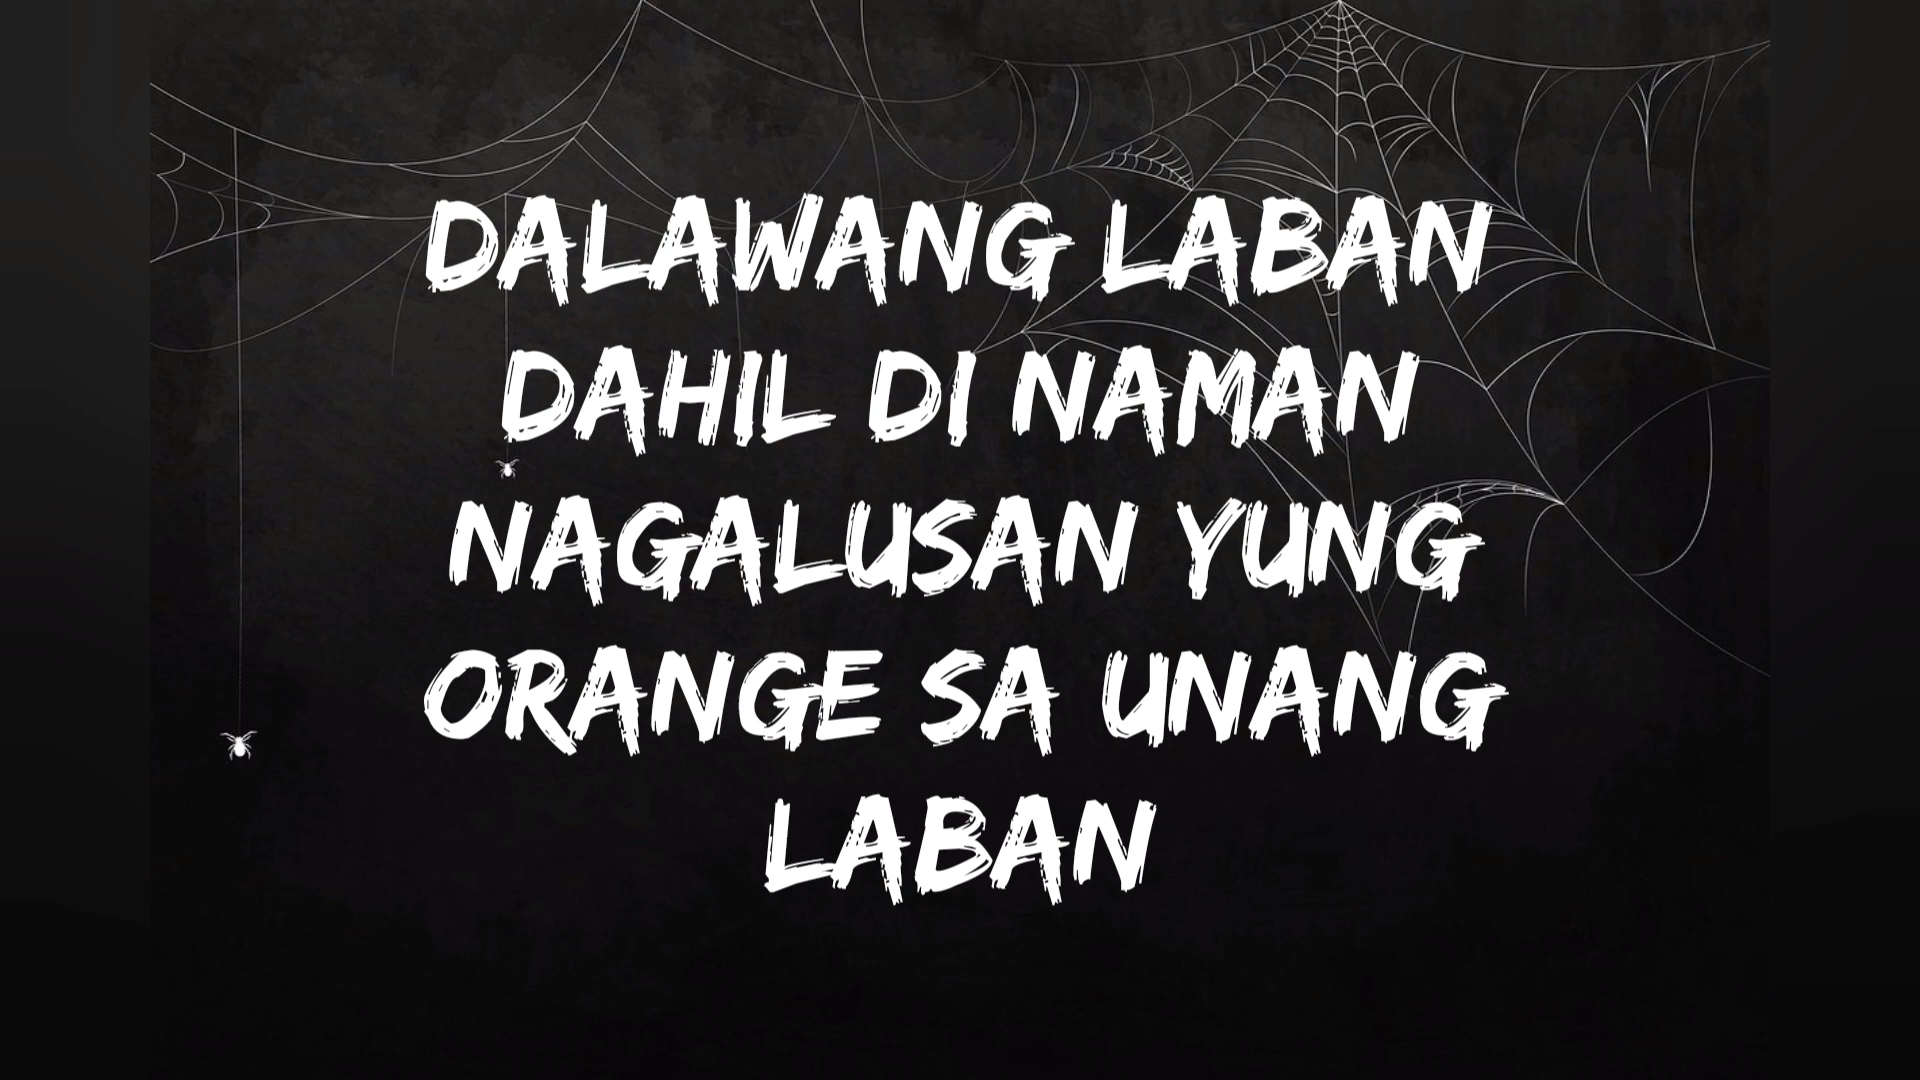 DALAWANG LABAN
DAHIL DI NAMAN
NAGALUSAN YUNG
ORANGE SA UNANG
LABAN